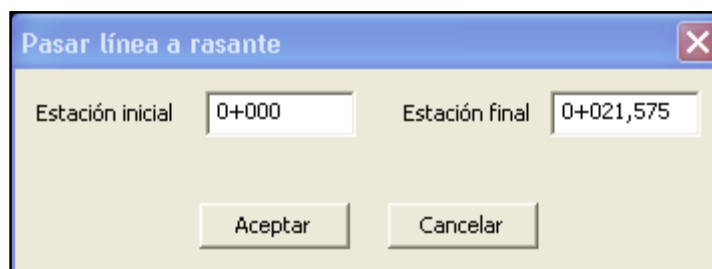 Pasar línea a rasante
Estación inicial 0+000 Estación final 0+021,575
Aceptar Cancelar